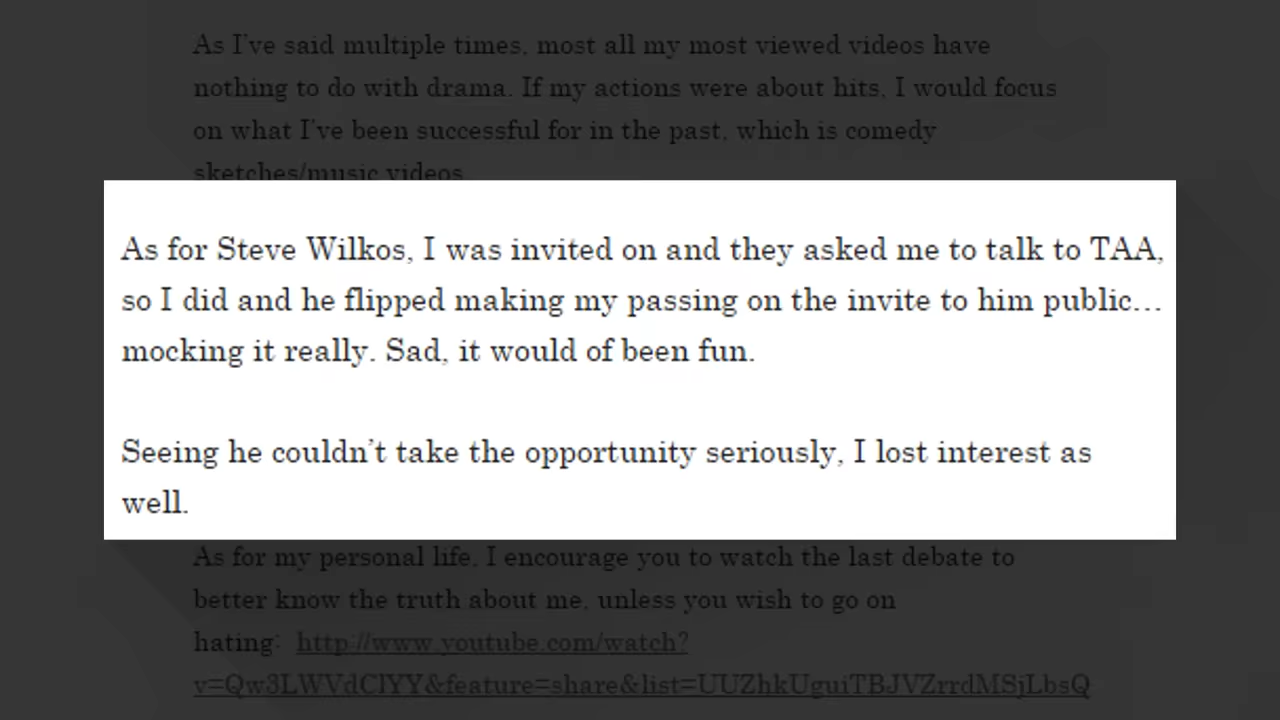 As I've said multiple times, most all my most viewed videos have
nothing to do with drama. If my actions were about hits, I would focus
on what I've been successful for in the past, which is comedy
sketches/music videos.
As for Steve Wilkos, I was invited on and they asked me to talk to TAA,
so I did and he flipped making my passing on the invite to him public...
mocking it really. Sad, it would of been fun.
Seeing he couldn't take the opportunity seriously, I lost interest as
well.
As for my personal life, I encourage you to watch the last debate to
better know the truth about me, unless you wish to go on
hating: http://www.youtube.com/watch?
v=Qw3LWVdCIYY&feature=share&list=UUZhkUguiTBJVZrrdMSjLbsQ